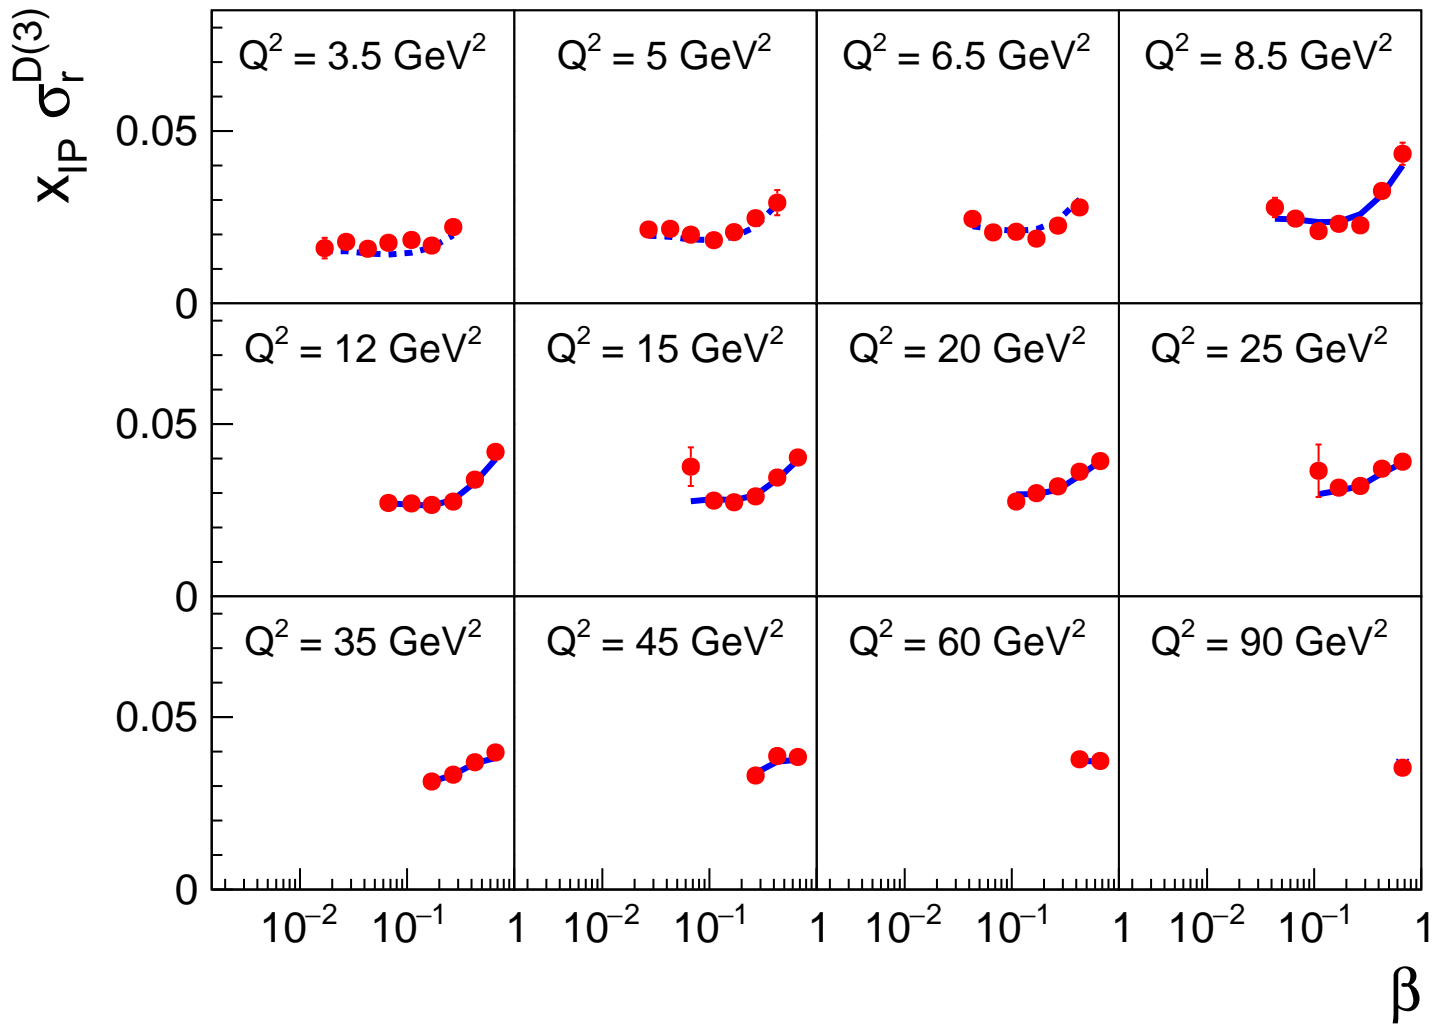 x_IP σ_r^D(3)
Q² = 3.5 GeV² Q² = 5 GeV² Q² = 6.5 GeV² Q² = 8.5 GeV²
0.05
0
Q² = 12 GeV² Q² = 15 GeV² Q² = 20 GeV² Q² = 25 GeV²
0.05
0
Q² = 35 GeV² Q² = 45 GeV² Q² = 60 GeV² Q² = 90 GeV²
0.05
0
10⁻² 10⁻¹ 1 10⁻² 10⁻¹ 1 10⁻² 10⁻¹ 1 10⁻² 10⁻¹ 1
β